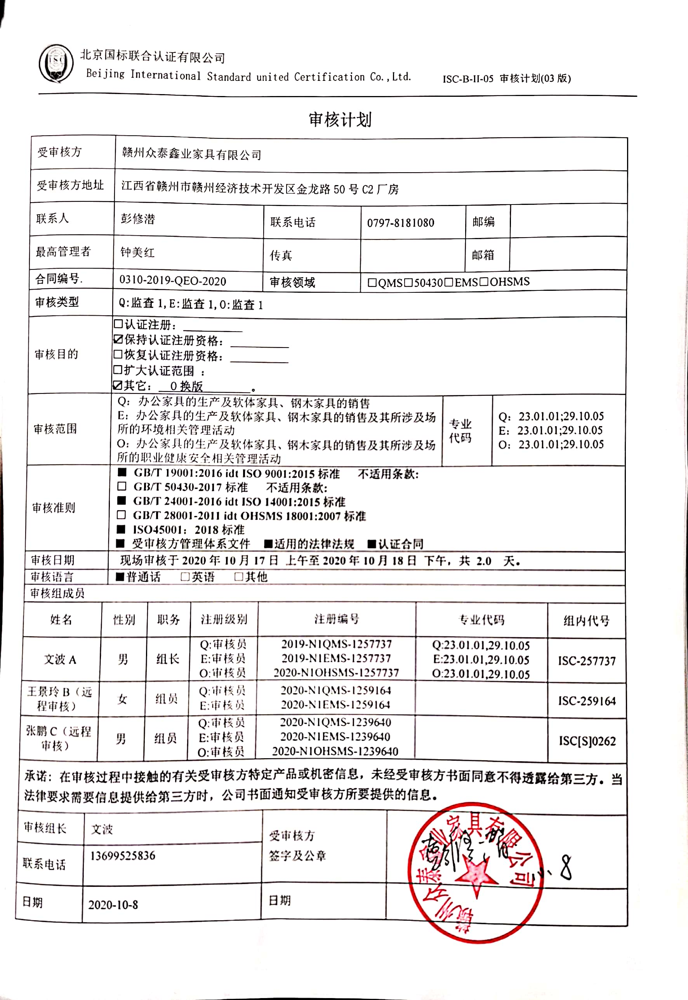 ISC
北京国标联合认证有限公司
Beijing International Standard united Certification Co.,Ltd.
ISC-B-II-05 审核计划(03 版)
审核计划
受审核方 赣州众泰鑫业家具有限公司
受审核方地址 江西省赣州市赣州经济技术开发区金龙路 50 号 C2 厂房
联系人 彭修潜 联系电话 0797-8181080 邮编
最高管理者 钟美红 传真 邮箱
合同编号. 0310-2019-QEO-2020 审核领域 □QMS□50430□EMS□OHSMS
审核类型 Q:监查 1,E:监查 1,O:监查 1
审核目的
□认证注册：
☑保持认证注册资格：
□恢复认证注册资格：
□扩大认证范围 ：
☑其它： O 换版 。
审核范围
Q：办公家具的生产及软体家具、钢木家具的销售
E：办公家具的生产及软体家具、钢木家具的销售及其所涉及场
所的环境相关管理活动
O：办公家具的生产及软体家具、钢木家具的销售及其所涉及场
所的职业健康安全相关管理活动
专业
代码
Q：23.01.01;29.10.05
E：23.01.01;29.10.05
O：23.01.01;29.10.05
审核准则
■ GB/T 19001:2016 idt ISO 9001:2015 标准 不适用条款:
□ GB/T 50430-2017 标准 不适用条款:
■ GB/T 24001-2016 idt ISO 14001:2015 标准
□ GB/T 28001-2011 idt OHSMS 18001:2007 标准
■ ISO45001：2018 标准
■ 受审核方管理体系文件 ■适用的法律法规 ■认证合同
审核日期 现场审核于 2020 年 10 月 17 日 上午至 2020 年 10 月 18 日 下午，共 2.0 天。
审核语言 ■普通话 □英语 □其他
审核组成员
姓名 性别 职务 注册级别 注册编号 专业代码 组内代号
文波 A 男 组长
Q:审核员 2019-N1QMS-1257737 Q:23.01.01,29.10.05
E:审核员 2019-N1EMS-1257737 E:23.01.01,29.10.05
O:审核员 2020-N1OHSMS-1257737 O:23.01.01,29.10.05
ISC-257737
王景玲 B（远
程审核）
女 组员
Q:审核员 2020-N1QMS-1259164
E:审核员 2020-N1EMS-1259164
ISC-259164
张鹏 C（远程
审核）
男 组员
Q:审核员 2020-N1QMS-1239640
E:审核员 2020-N1EMS-1239640
O:审核员 2020-N1OHSMS-1239640
ISC[S]0262
承诺：在审核过程中接触的有关受审核方特定产品或机密信息，未经受审核方书面同意不得透露给第三方。当
法律要求需要信息提供给第三方时，公司书面通知受审核方所要提供的信息。
审核组长 文波
联系电话 13699525836
受审核方
签字及公章
赣州众泰鑫业家具有限公司
8
日期 2020-10-8 日期